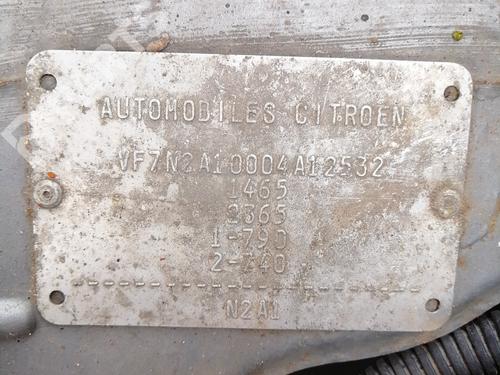 AUTOMOBILES CITROEN
VF7N2A10004A12532
1465
2365
1-790
2-740
N2A1